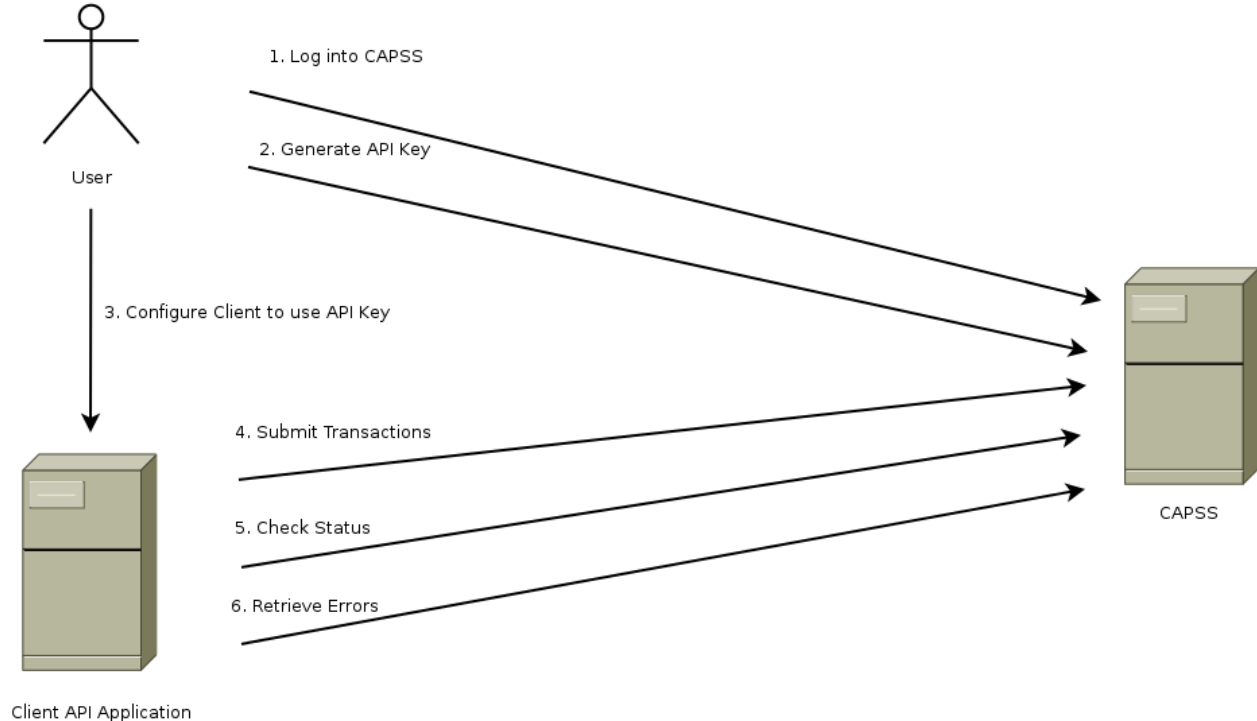 1. Log into CAPSS
2. Generate API Key
User
3. Configure Client to use API Key
4. Submit Transactions
5. Check Status
CAPSS
6. Retrieve Errors
Client API Application